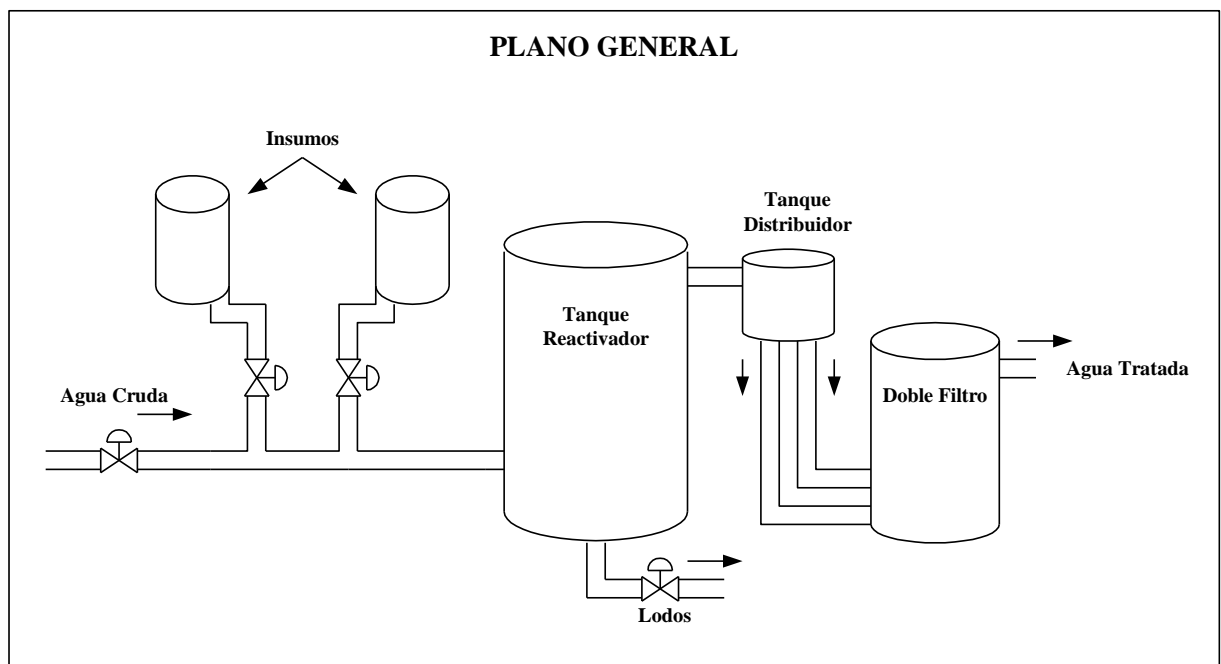 PLANO GENERAL
Insumos
Tanque
Distribuidor
Tanque
Reactivador
Agua Cruda
Doble Filtro
Agua Tratada
Lodos